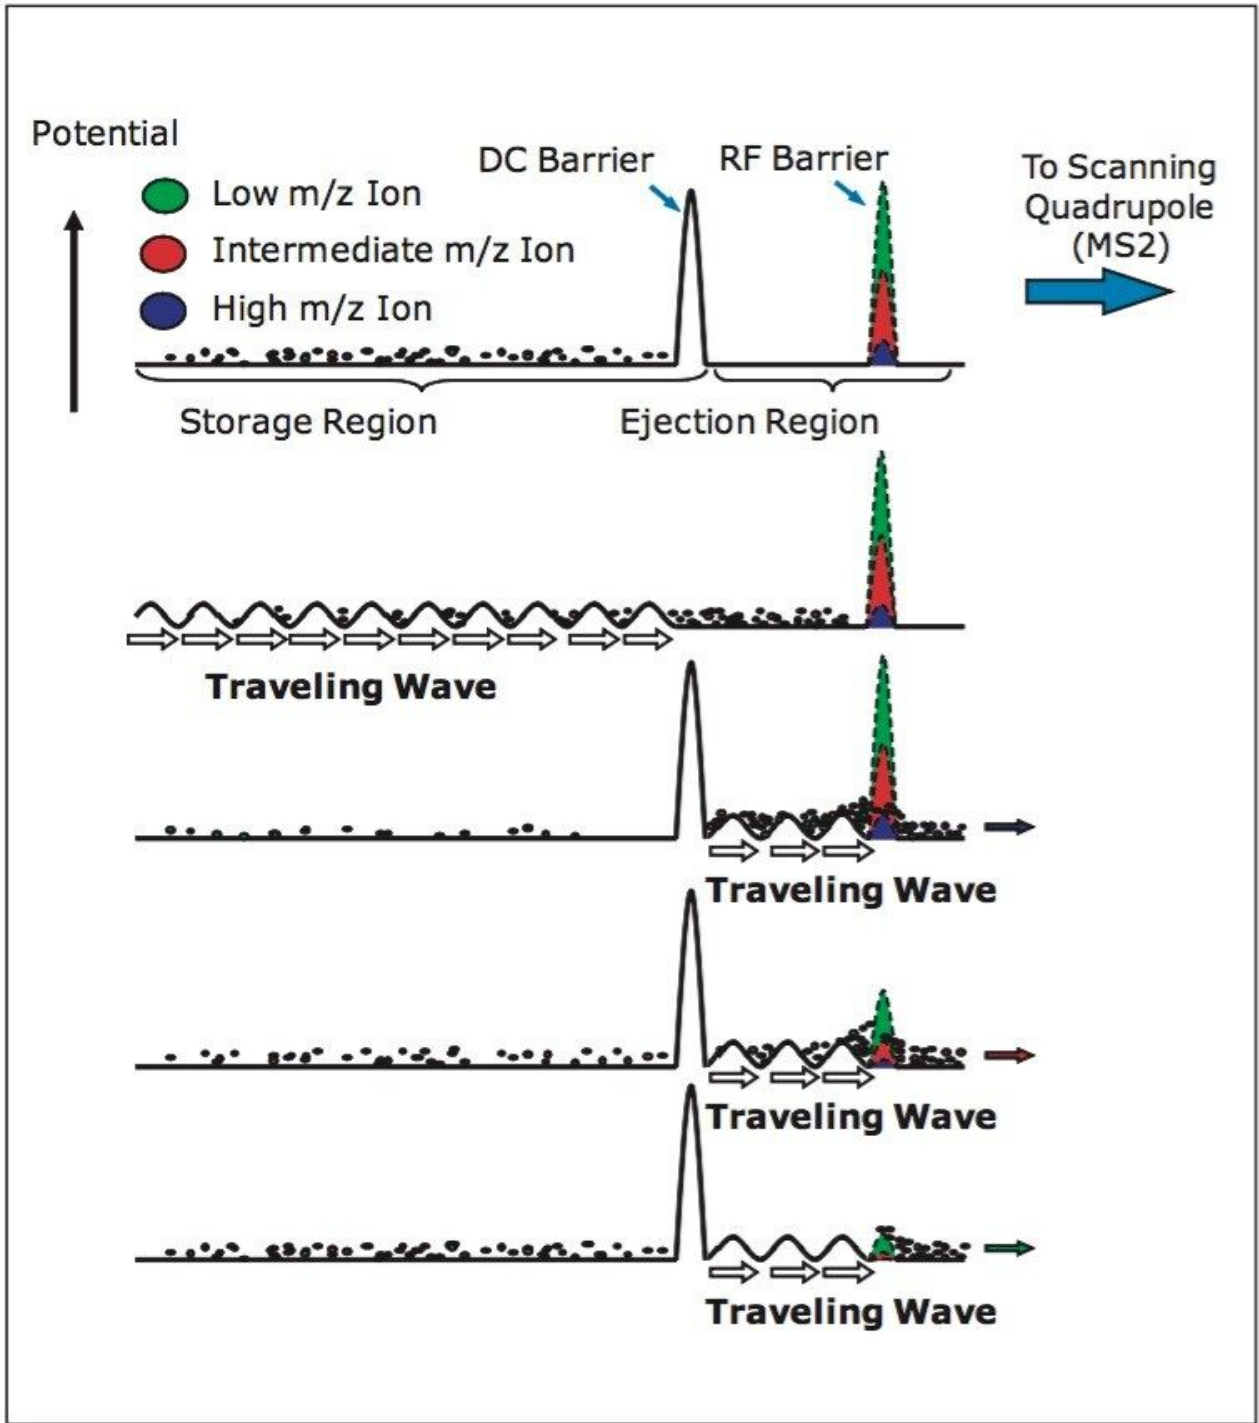 Potential
DC Barrier
RF Barrier
To Scanning
Quadrupole
(MS2)
Low m/z Ion
Intermediate m/z Ion
High m/z Ion
Storage Region
Ejection Region
Traveling Wave
Traveling Wave
Traveling Wave
Traveling Wave